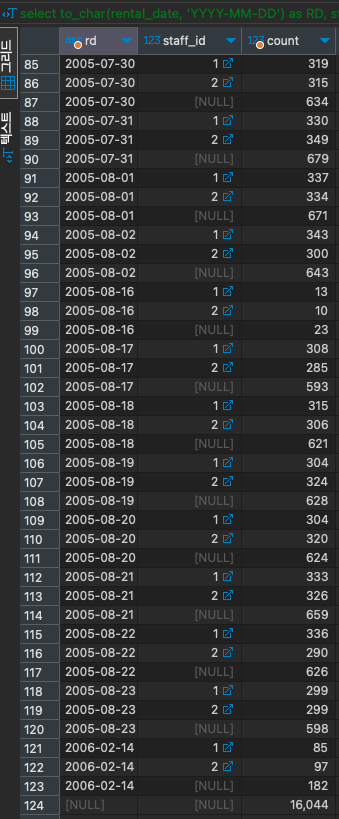 select to_char(rental_date, 'YYYY-MM-DD') as RD, s
그리드
텍스트
rd 123 staff_id 123 count
85 2005-07-30 1 319
86 2005-07-30 2 315
87 2005-07-30 [NULL] 634
88 2005-07-31 1 330
89 2005-07-31 2 349
90 2005-07-31 [NULL] 679
91 2005-08-01 1 337
92 2005-08-01 2 334
93 2005-08-01 [NULL] 671
94 2005-08-02 1 343
95 2005-08-02 2 300
96 2005-08-02 [NULL] 643
97 2005-08-16 1 13
98 2005-08-16 2 10
99 2005-08-16 [NULL] 23
100 2005-08-17 1 308
101 2005-08-17 2 285
102 2005-08-17 [NULL] 593
103 2005-08-18 1 315
104 2005-08-18 2 306
105 2005-08-18 [NULL] 621
106 2005-08-19 1 304
107 2005-08-19 2 324
108 2005-08-19 [NULL] 628
109 2005-08-20 1 304
110 2005-08-20 2 320
111 2005-08-20 [NULL] 624
112 2005-08-21 1 333
113 2005-08-21 2 326
114 2005-08-21 [NULL] 659
115 2005-08-22 1 336
116 2005-08-22 2 290
117 2005-08-22 [NULL] 626
118 2005-08-23 1 299
119 2005-08-23 2 299
120 2005-08-23 [NULL] 598
121 2006-02-14 1 85
122 2006-02-14 2 97
123 2006-02-14 [NULL] 182
124 [NULL] [NULL] 16,044